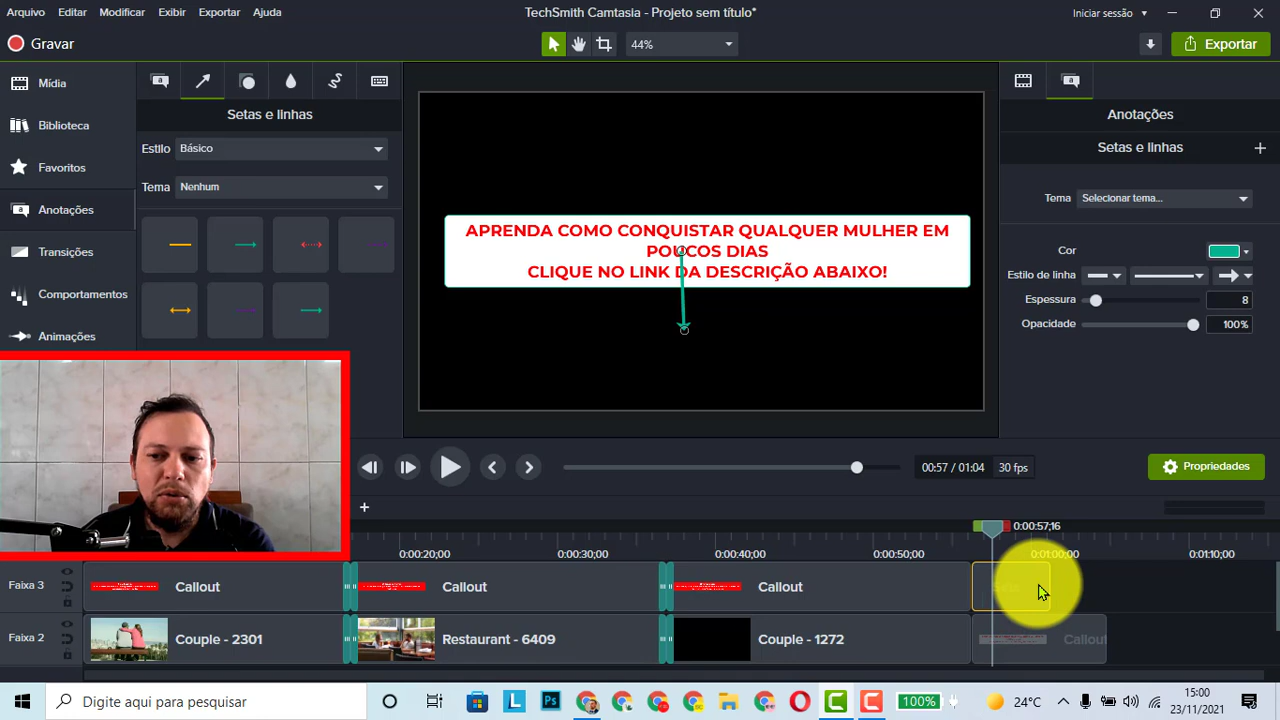 Arquivo Editar Modificar Exibir Exportar Ajuda
TechSmith Camtasia - Projeto sem título*
Iniciar sessão
Gravar
44%
Exportar
Mídia
Biblioteca
Favoritos
Anotações
Transições
Comportamentos
Animações
Setas e linhas
Estilo Básico
Tema Nenhum
APRENDA COMO CONQUISTAR QUALQUER MULHER EM
POUCOS DIAS
CLIQUE NO LINK DA DESCRIÇÃO ABAIXO!
Anotações
Setas e linhas
Tema Selecionar tema...
Cor
Estilo de linha
Espessura 8
Opacidade 100%
00:57 / 01:04 30 fps
Propriedades
0:00:57;16
0:00:20;00 0:00:30;00 0:00:40;00 0:00:50;00 0:01:00;00 0:01:10;00
Faixa 3 Callout Callout Callout
Faixa 2 Couple - 2301 Restaurant - 6409 Couple - 1272 Callout
Digite aqui para pesquisar
100%
24°C
15:00
23/11/2021